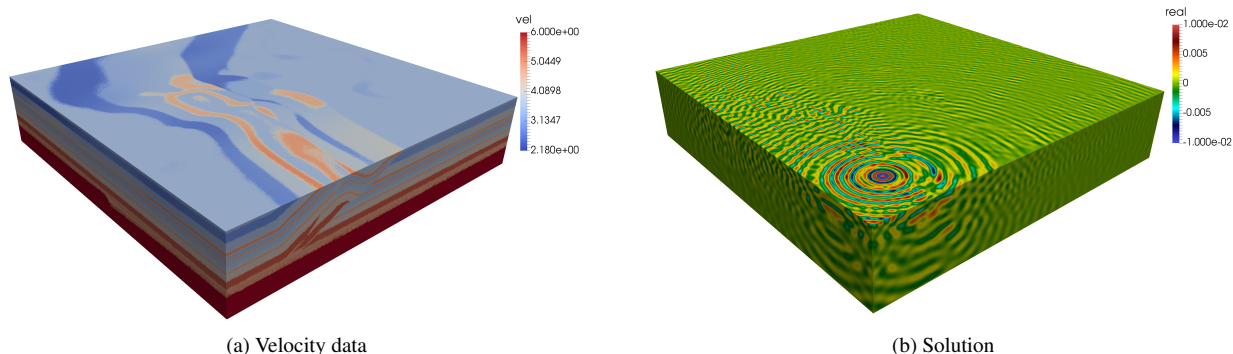 vel
6.000e+00
5.0449
4.0898
3.1347
2.180e+00
(a) Velocity data
real
1.000e-02
0.005
0
-0.005
-1.000e-02
(b) Solution